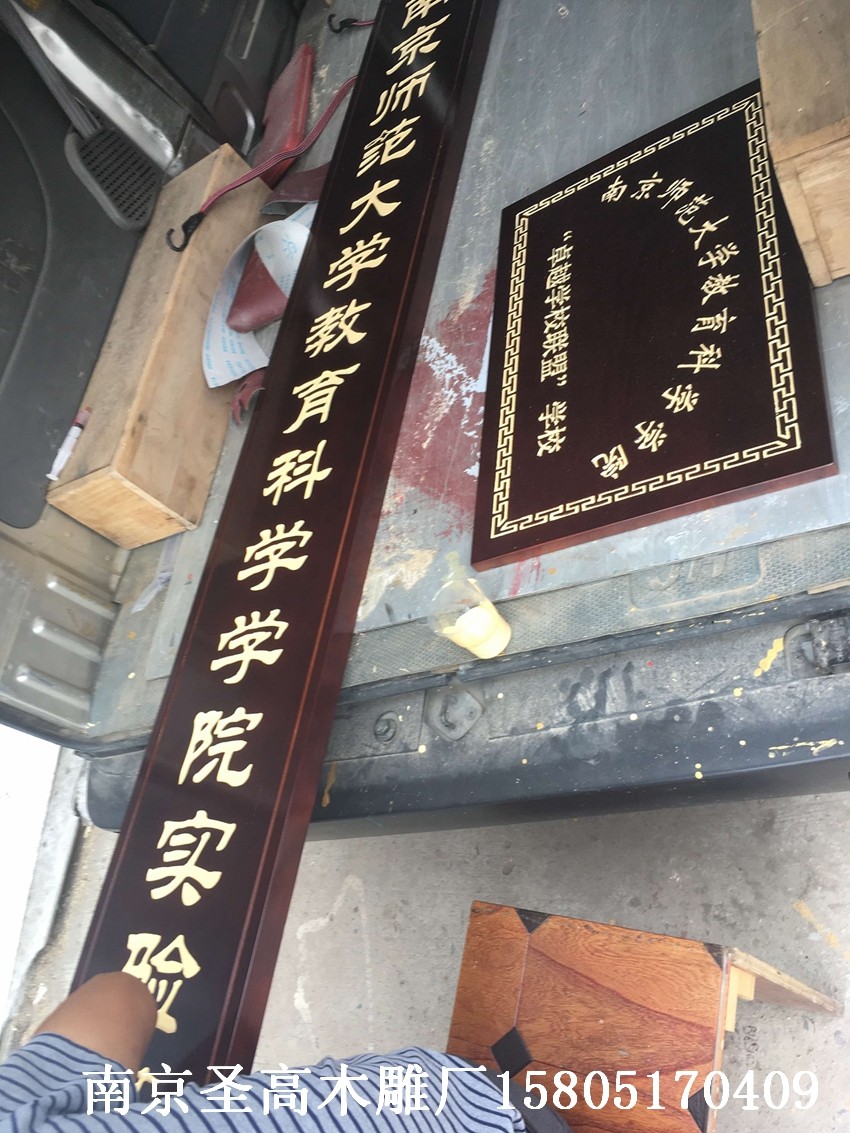 南京师范大学教育科学学院实验
南京师范大学教育科学学院
“卓越学校联盟”学校
南京圣高木雕厂15805170409